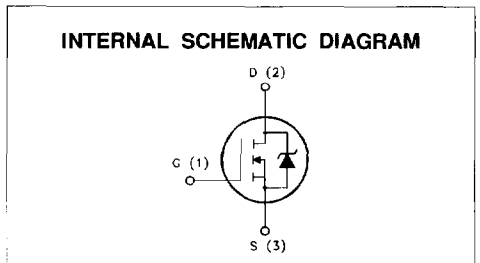 INTERNAL SCHEMATIC DIAGRAM
D (2)
G (1)
S (3)